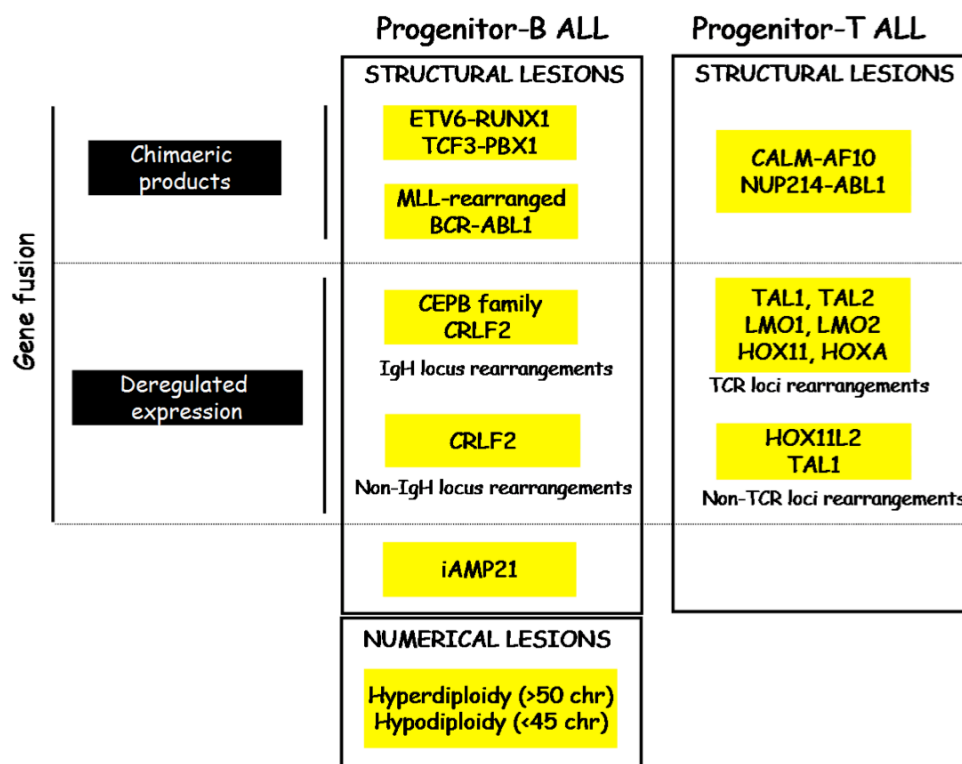 Progenitor-B ALL
Progenitor-T ALL
STRUCTURAL LESIONS
STRUCTURAL LESIONS
Gene fusion
Chimaeric
products
ETV6-RUNX1
TCF3-PBX1
MLL-rearranged
BCR-ABL1
CALM-AF10
NUP214-ABL1
Deregulated
expression
CEPB family
CRLF2
IgH locus rearrangements
CRLF2
Non-IgH locus rearrangements
TAL1, TAL2
LMO1, LMO2
HOX11, HOXA
TCR loci rearrangements
HOX11L2
TAL1
Non-TCR loci rearrangements
iAMP21
NUMERICAL LESIONS
Hyperdiploidy (>50 chr)
Hypodiploidy (<45 chr)